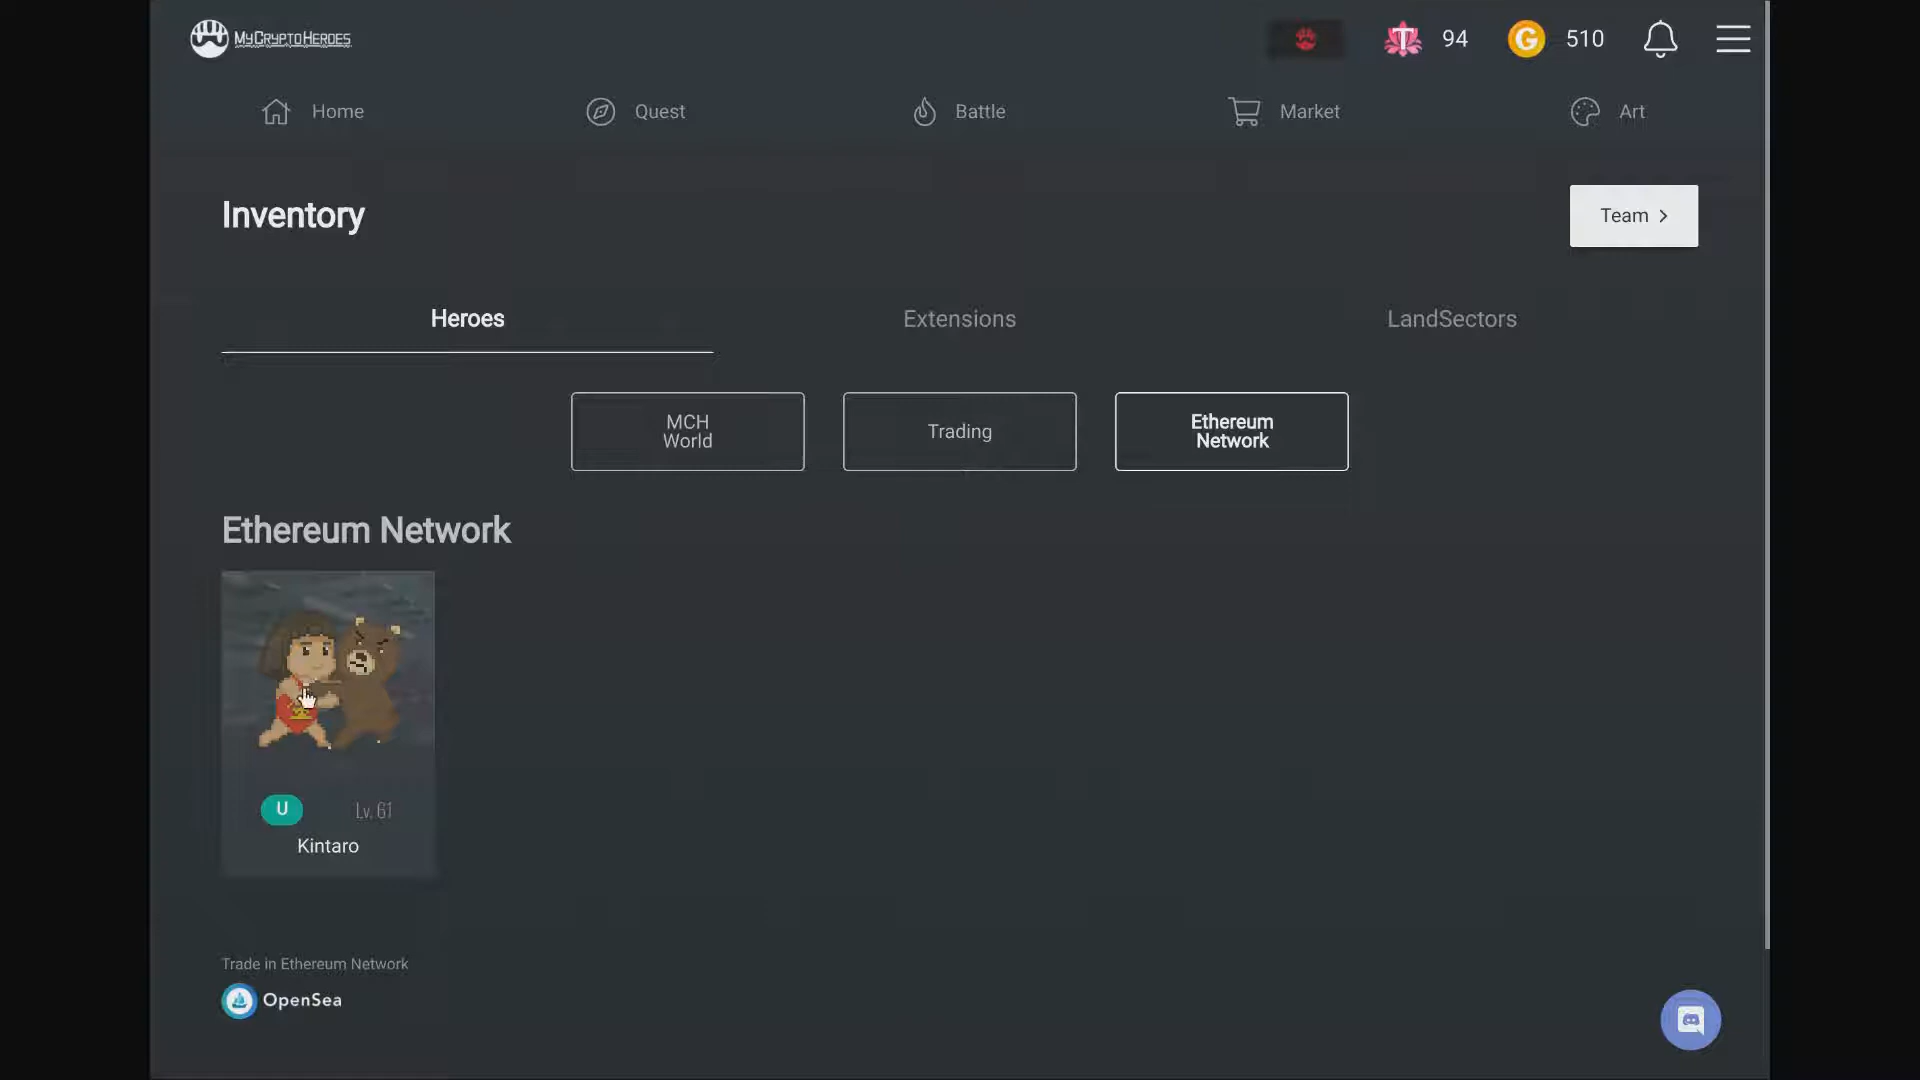 MyCryptoHeroes
94
G
510
Home
Quest
Battle
Market
Art
Inventory
Team
Heroes
Extensions
LandSectors
MCH
World
Trading
Ethereum
Network
Ethereum Network
U
Lv. 61
Kintaro
Trade in Ethereum Network
OpenSea